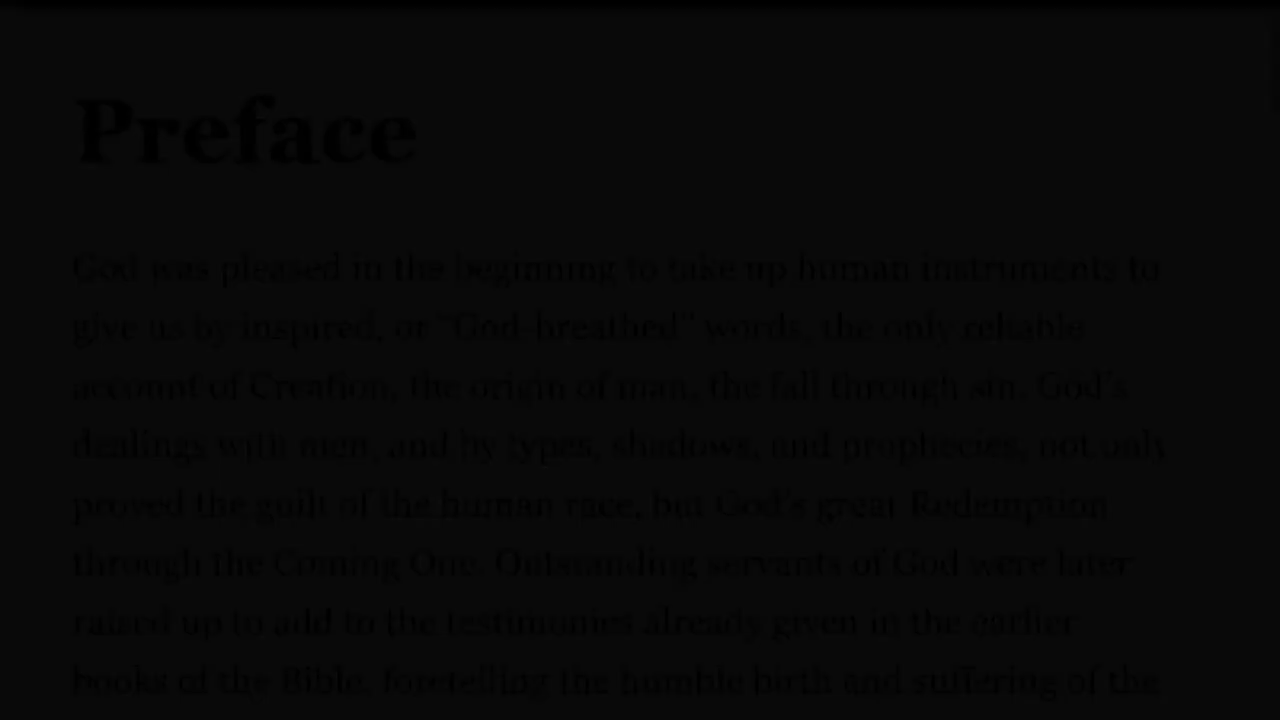 Preface
God was pleased in the beginning to take up human instruments to
give us by inspired, or “God-breathed” words, the only reliable
account of Creation, the origin of man, the fall through sin. God’s
dealings with men, and by types, shadows, and prophecies, not only
proved the guilt of the human race, but God’s great Redemption
through the Coming One. Outstanding servants of God were later
raised up to add to the testimonies already given in the earlier
books of the Bible, foretelling the humble birth and suffering of the